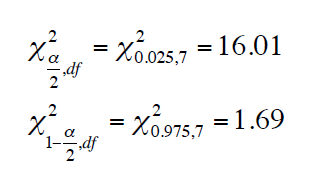 χ²_{α/2,df} = χ²_{0.025,7} = 16.01
χ²_{1-α/2,df} = χ²_{0.975,7} = 1.69